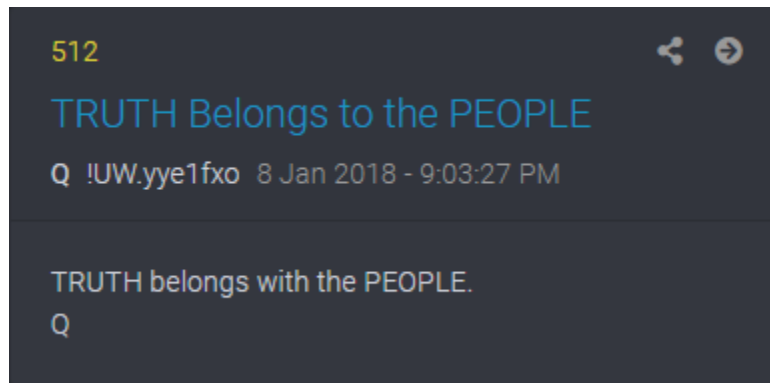 512
TRUTH Belongs to the PEOPLE
Q !UW.yye1fxo 8 Jan 2018 - 9:03:27 PM
TRUTH belongs with the PEOPLE.
Q